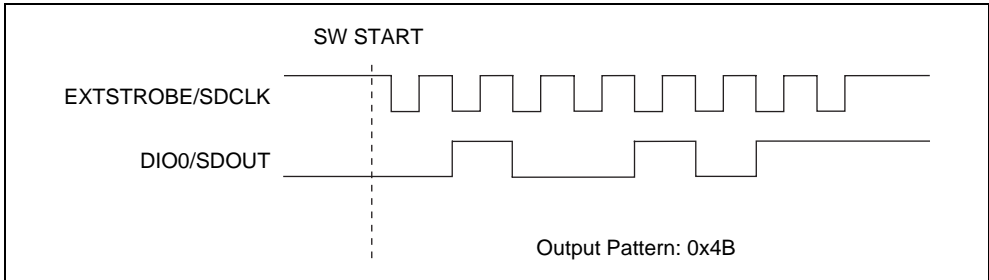 SW START
EXTSTROBE/SDCLK
DIO0/SDOUT
Output Pattern: 0x4B